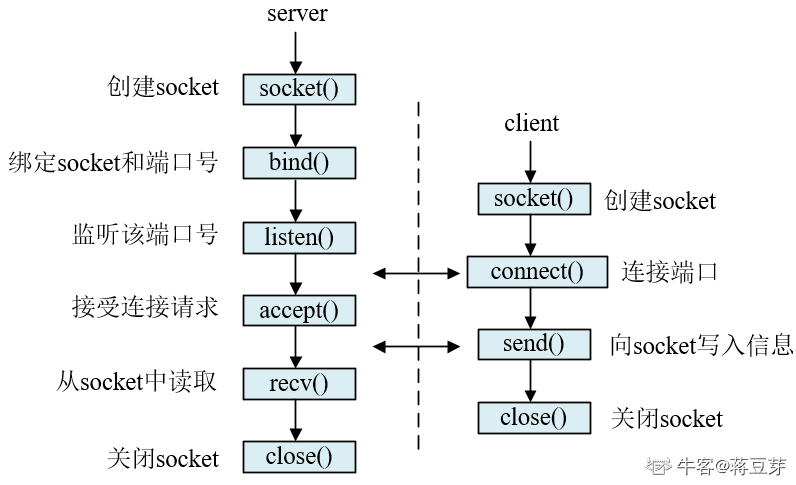 server
创建socket
socket()
绑定socket和端口号
bind()
监听该端口号
listen()
接受连接请求
accept()
从socket中读取
recv()
关闭socket
close()
client
socket()
创建socket
connect()
连接端口
send()
向socket写入信息
close()
关闭socket
牛客@蒋豆芽